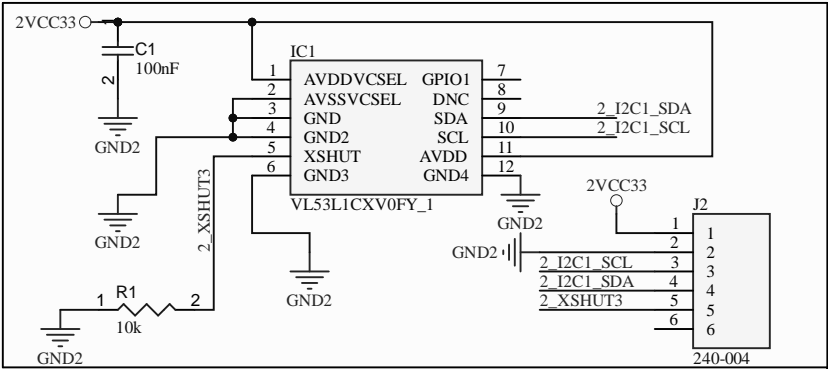 2VCC33
1
C1
100nF
2
GND2
IC1
1 AVDDVCSEL GPIO1 7
2 AVSSVCSEL DNC 8
3 GND SDA 9 2_I2C1_SDA
4 GND2 SCL 10 2_I2C1_SCL
5 XSHUT AVDD 11
6 GND3 GND4 12
VL53L1CXV0FY_1
GND2
2_XSHUT3
GND2
GND2
R1
1 2
10k
GND2
2VCC33
J2
1 1
GND2 2 2
2_I2C1_SCL 3 3
2_I2C1_SDA 4 4
2_XSHUT3 5 5
6 6
240-004